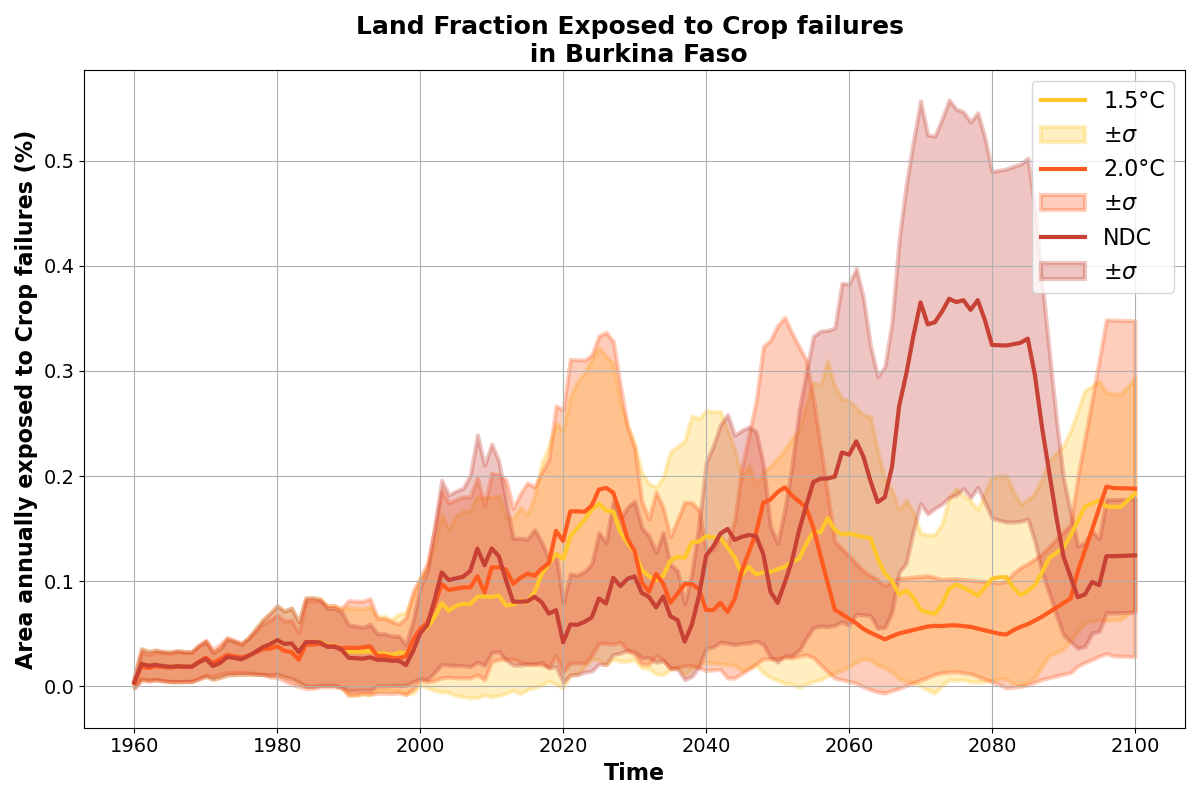 Land Fraction Exposed to Crop failures
in Burkina Faso
Area annually exposed to Crop failures (%)
0.5
0.4
0.3
0.2
0.1
0.0
1960
1980
2000
2020
2040
2060
2080
2100
Time
1.5°C
±σ
2.0°C
±σ
NDC
±σ